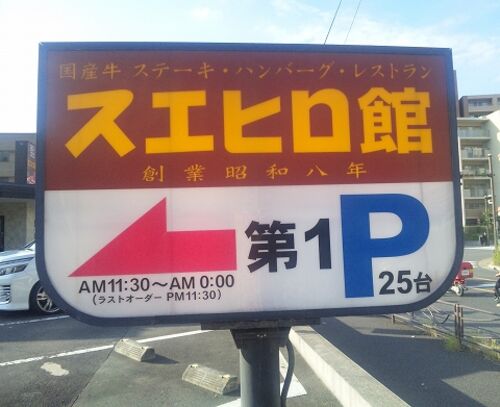 国産牛 ステーキ・ハンバーグ・レストラン
スエヒロ館
創業昭和八年
第1 P
AM11:30～AM 0:00
(ラストオーダー PM11:30)
25台